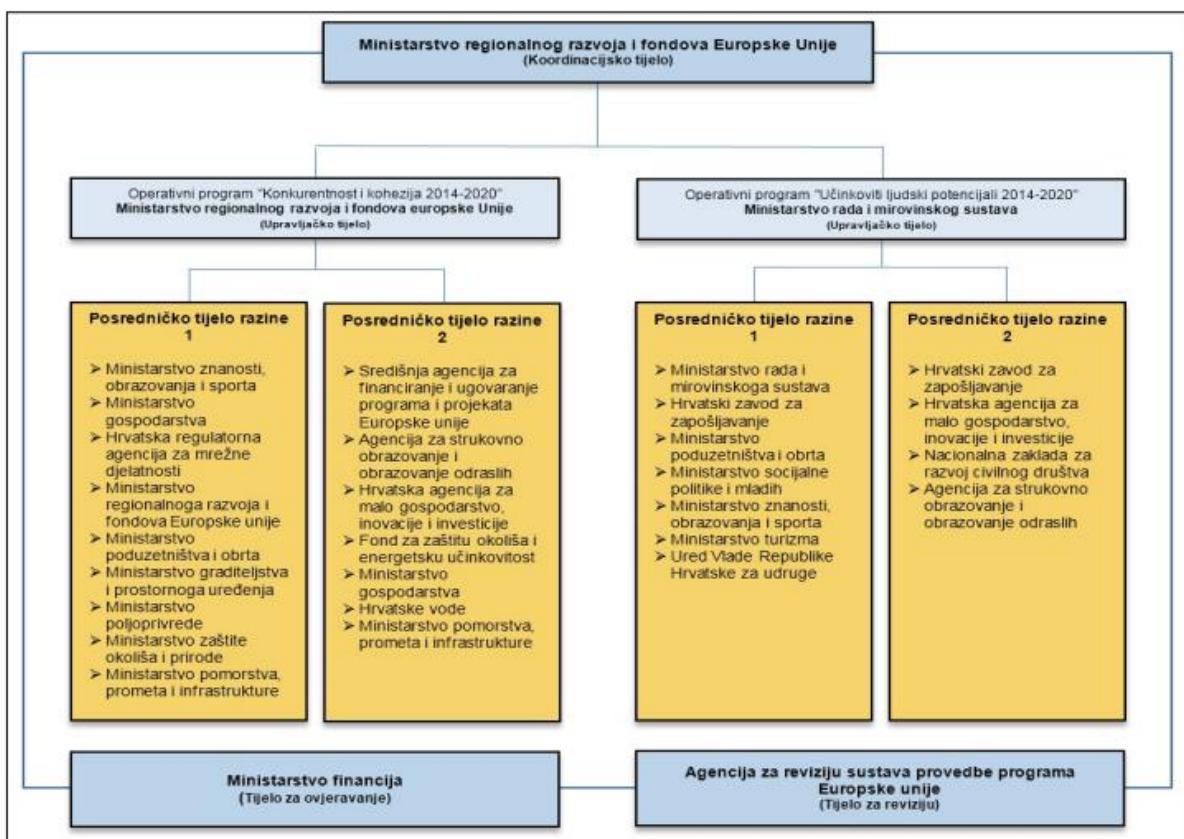 Ministarstvo regionalnog razvoja i fondova Europske Unije
(Koordinacijsko tijelo)
Operativni program "Konkurentnost i kohezija 2014-2020"
Ministarstvo regionalnog razvoja i fondova europske Unije
(Upravljačko tijelo)
Operativni program "Učinkoviti ljudski potencijali 2014-2020"
Ministarstvo rada i mirovinskog sustava
(Upravljačko tijelo)
Posredničko tijelo razine
1
➢ Ministarstvo znanosti,
obrazovanja i sporta
➢ Ministarstvo
gospodarstva
➢ Hrvatska regulatorna
agencija za mrežne
djelatnosti
➢ Ministarstvo
regionalnoga razvoja i
fondova Europske unije
➢ Ministarstvo
poduzetništva i obrta
➢ Ministarstvo graditeljstva
i prostornoga uređenja
➢ Ministarstvo
poljoprivrede
➢ Ministarstvo zaštite
okoliša i prirode
➢ Ministarstvo pomorstva,
prometa i infrastrukture
Posredničko tijelo razine
2
➢ Središnja agencija za
financiranje i ugovaranje
programa i projekata
Europske unije
➢ Agencija za strukovno
obrazovanje i
obrazovanje odraslih
➢ Hrvatska agencija za
malo gospodarstvo,
inovacije i investicije
➢ Fond za zaštitu okoliša i
energetsku učinkovitost
➢ Ministarstvo
gospodarstva
➢ Hrvatske vode
➢ Ministarstvo pomorstva,
prometa i infrastrukture
Posredničko tijelo razine
1
➢ Ministarstvo rada i
mirovinskoga sustava
➢ Hrvatski zavod za
zapošljavanje
➢ Ministarstvo
poduzetništva i obrta
➢ Ministarstvo socijalne
politike i mladih
➢ Ministarstvo znanosti,
obrazovanja i sporta
➢ Ministarstvo turizma
➢ Ured Vlade Republike
Hrvatske za udruge
Posredničko tijelo razine
2
➢ Hrvatski zavod za
zapošljavanje
➢ Hrvatska agencija za
malo gospodarstvo,
inovacije i investicije
➢ Nacionalna zaklada za
razvoj civilnog društva
➢ Agencija za strukovno
obrazovanje i
obrazovanje odraslih
Ministarstvo financija
(Tijelo za ovjeravanje)
Agencija za reviziju sustava provedbe programa
Europske unije
(Tijelo za reviziju)